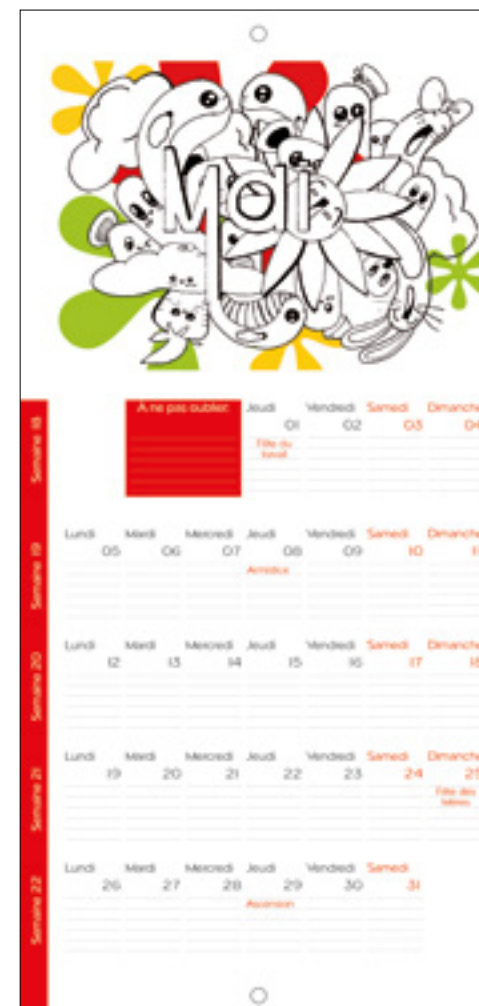 Mai
A ne pas oublier:
Jeudi Vendredi Samedi Dimanche
Semaine 18
01 02 03 04
Fête du
travail
Lundi Mardi Mercredi Jeudi Vendredi Samedi Dimanche
Semaine 19
05 06 07 08 09 10 11
Armistice
Lundi Mardi Mercredi Jeudi Vendredi Samedi Dimanche
Semaine 20
12 13 14 15 16 17 18
Lundi Mardi Mercredi Jeudi Vendredi Samedi Dimanche
Semaine 21
19 20 21 22 23 24 25
Fête des
Mères
Lundi Mardi Mercredi Jeudi Vendredi Samedi
Semaine 22
26 27 28 29 30 31
Ascension